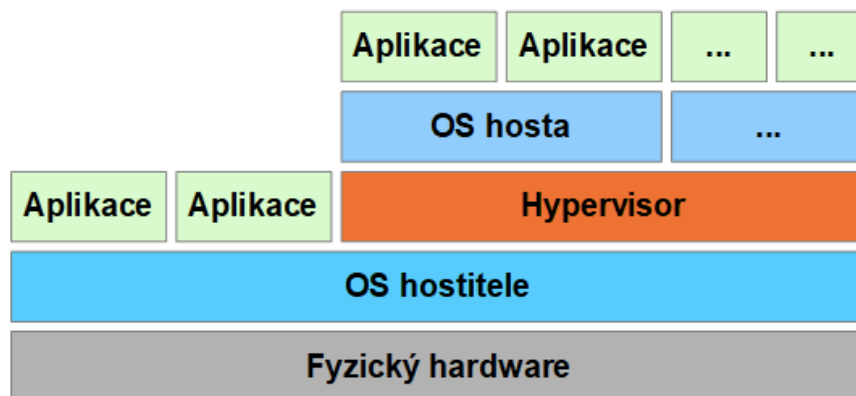 Aplikace Aplikace ... ...
OS hosta ...
Aplikace Aplikace Hypervisor
OS hostitele
Fyzický hardware